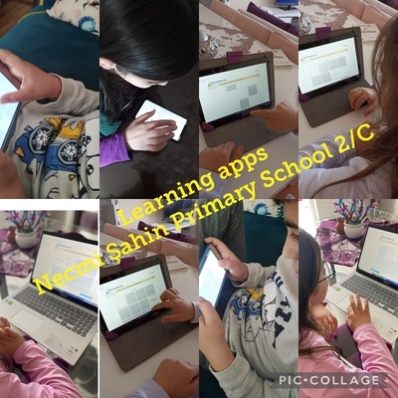 Learning apps
Necmi Şahin Primary School 2/C
PIC•COLLAGE